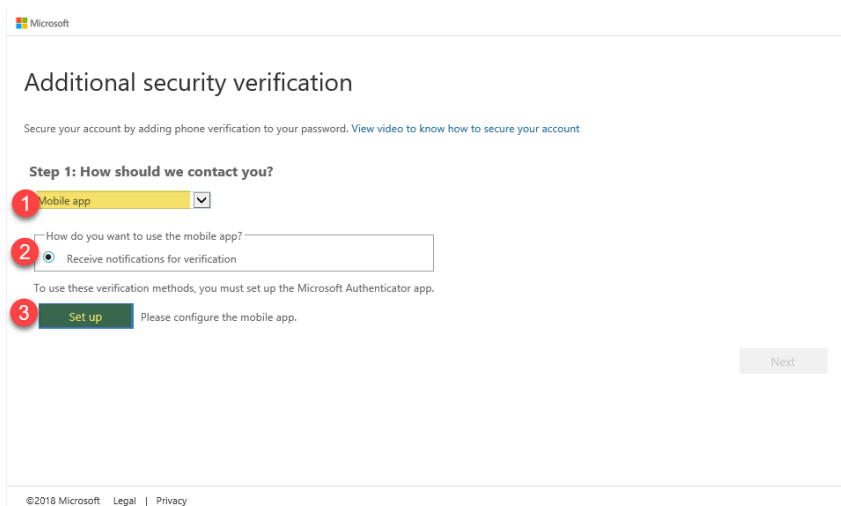 Microsoft
Additional security verification
Secure your account by adding phone verification to your password. View video to know how to secure your account
Step 1: How should we contact you?
1 Mobile app
How do you want to use the mobile app?
2 Receive notifications for verification
To use these verification methods, you must set up the Microsoft Authenticator app.
3 Set up Please configure the mobile app.
Next
©2018 Microsoft Legal | Privacy